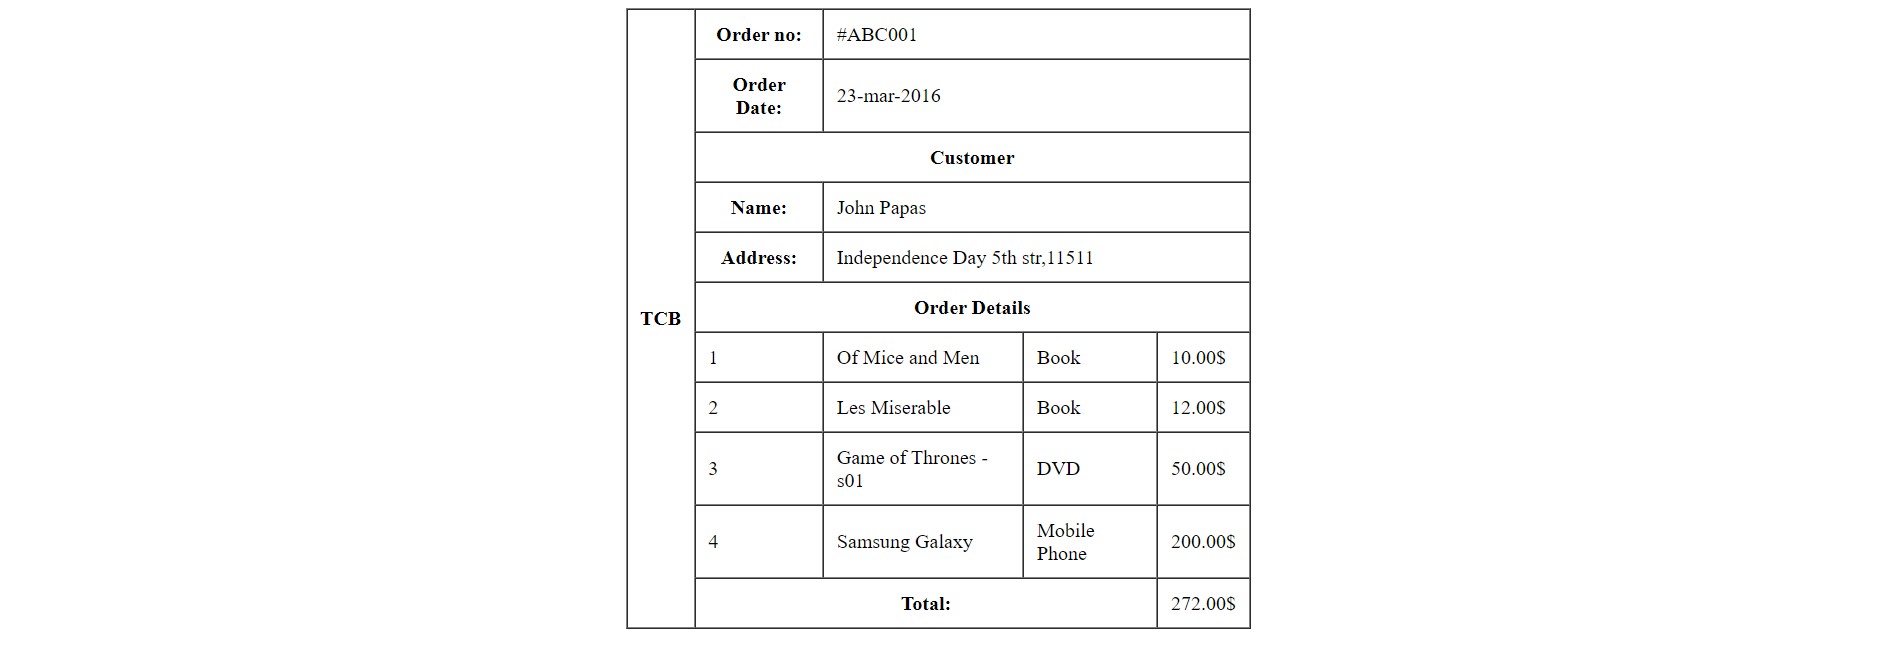 TCB
Order no: #ABC001
Order
Date: 23-mar-2016
Customer
Name: John Papas
Address: Independence Day 5th str,11511
Order Details
1 Of Mice and Men Book 10.00$
2 Les Miserable Book 12.00$
3 Game of Thrones -
s01 DVD 50.00$
4 Samsung Galaxy Mobile
Phone 200.00$
Total: 272.00$